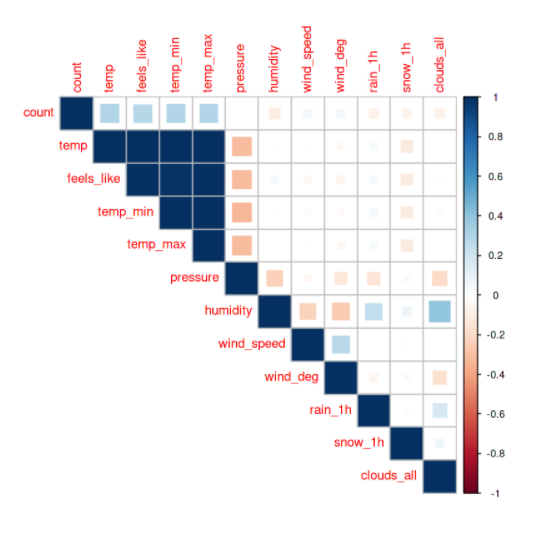 count
temp
feels_like
temp_min
temp_max
pressure
humidity
wind_speed
wind_deg
rain_1h
snow_1h
clouds_all
count
temp
feels_like
temp_min
temp_max
pressure
humidity
wind_speed
wind_deg
rain_1h
snow_1h
clouds_all
1
0.8
0.6
0.4
0.2
0
-0.2
-0.4
-0.6
-0.8
-1